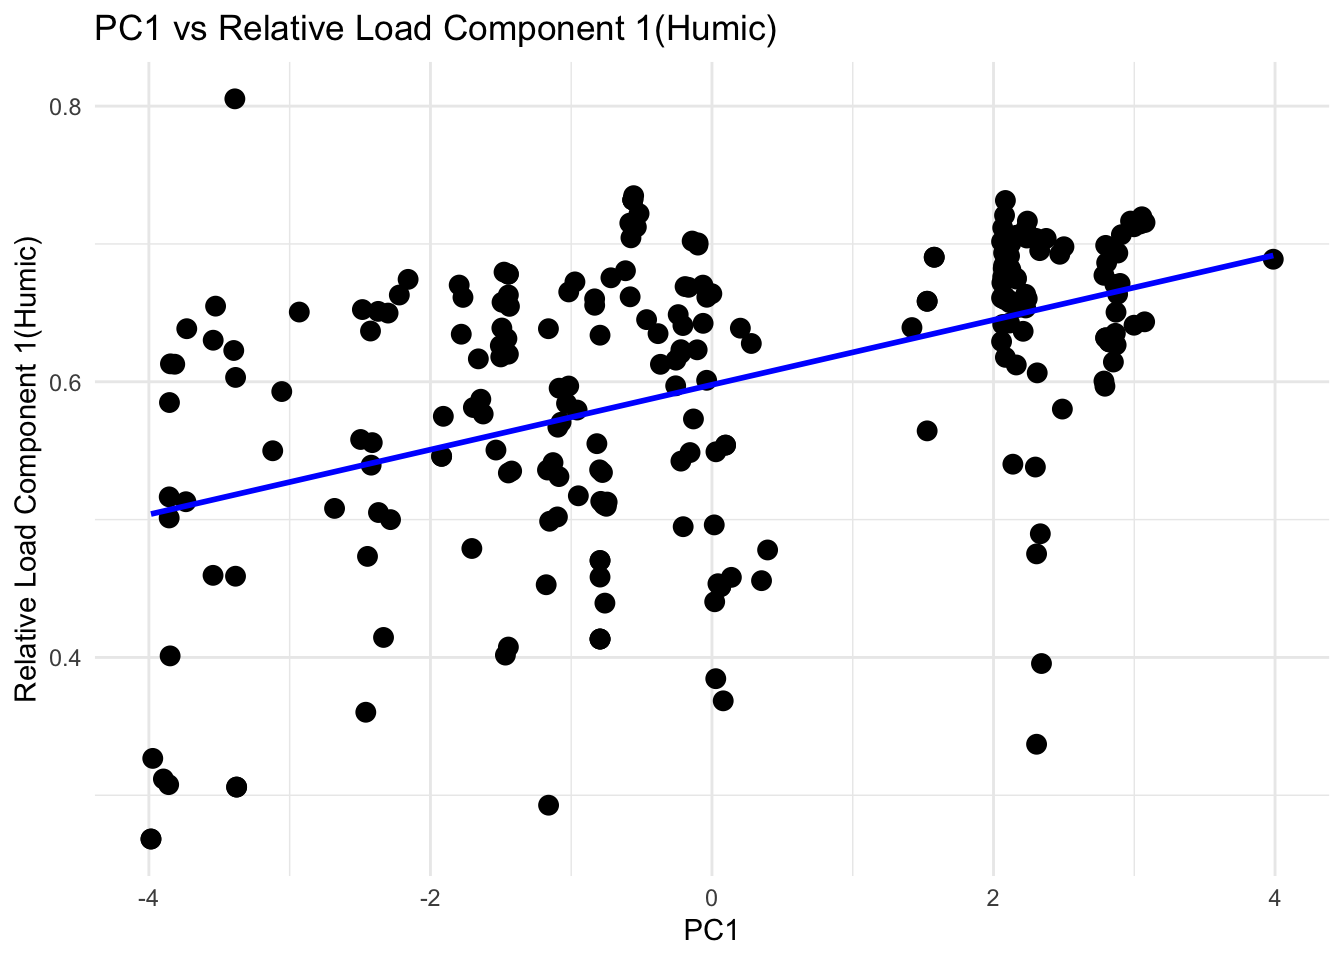 PC1 vs Relative Load Component 1(Humic)
Relative Load Component 1(Humic)
0.8
0.6
0.4
-4
-2
0
2
4
PC1